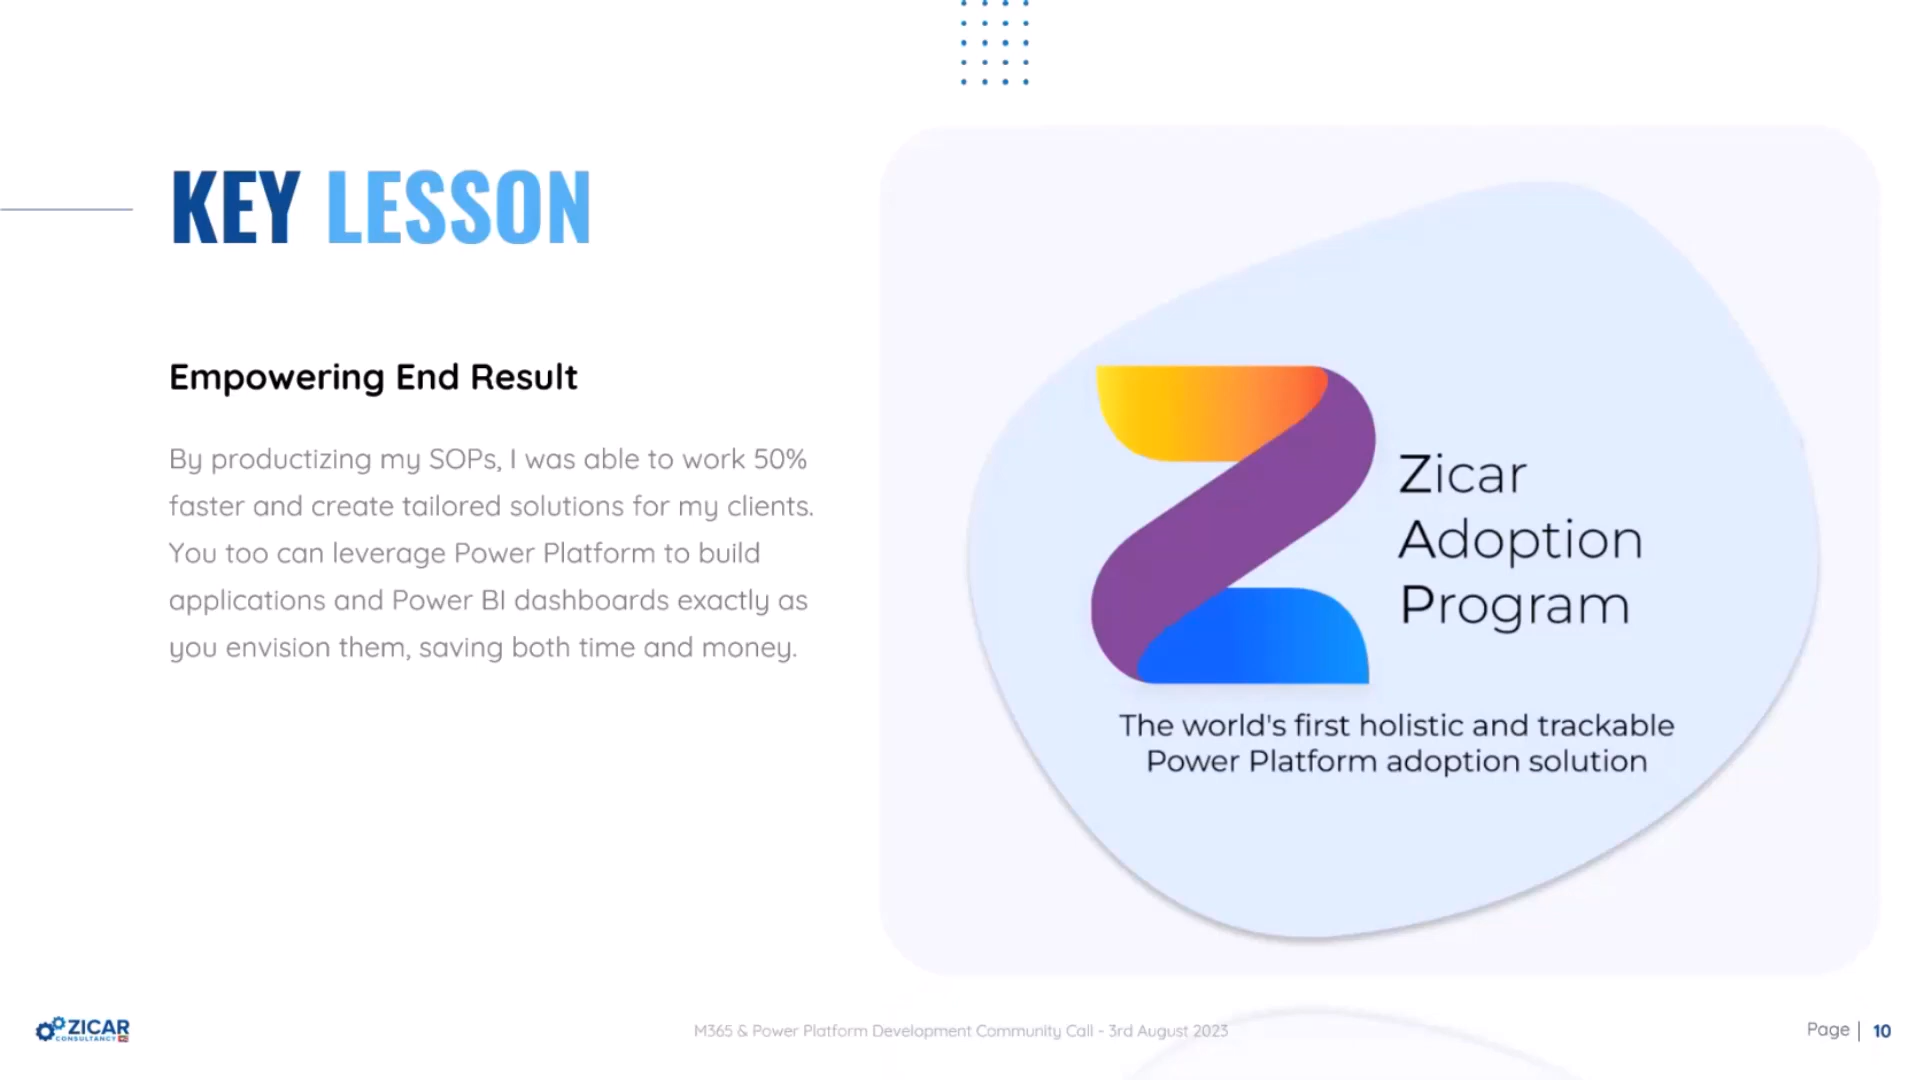 KEY LESSON
Empowering End Result
By productizing my SOPs, I was able to work 50%
faster and create tailored solutions for my clients.
You too can leverage Power Platform to build
applications and Power BI dashboards exactly as
you envision them, saving both time and money.
Zicar
Adoption
Program
The world's first holistic and trackable
Power Platform adoption solution
ZICAR
CONSULTANCY
M365 & Power Platform Development Community Call - 3rd August 2023
Page | 10